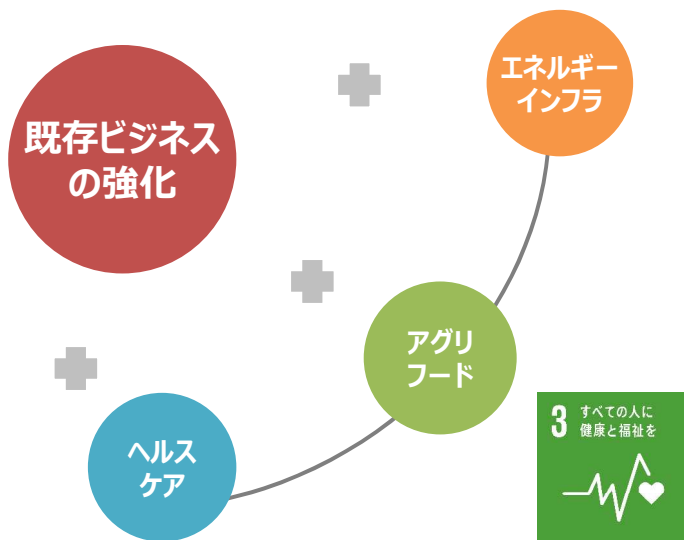 エネルギー
インフラ
既存ビジネス
の強化
アグリ
フード
ヘルス
ケア
3 すべての人に
健康と福祉を